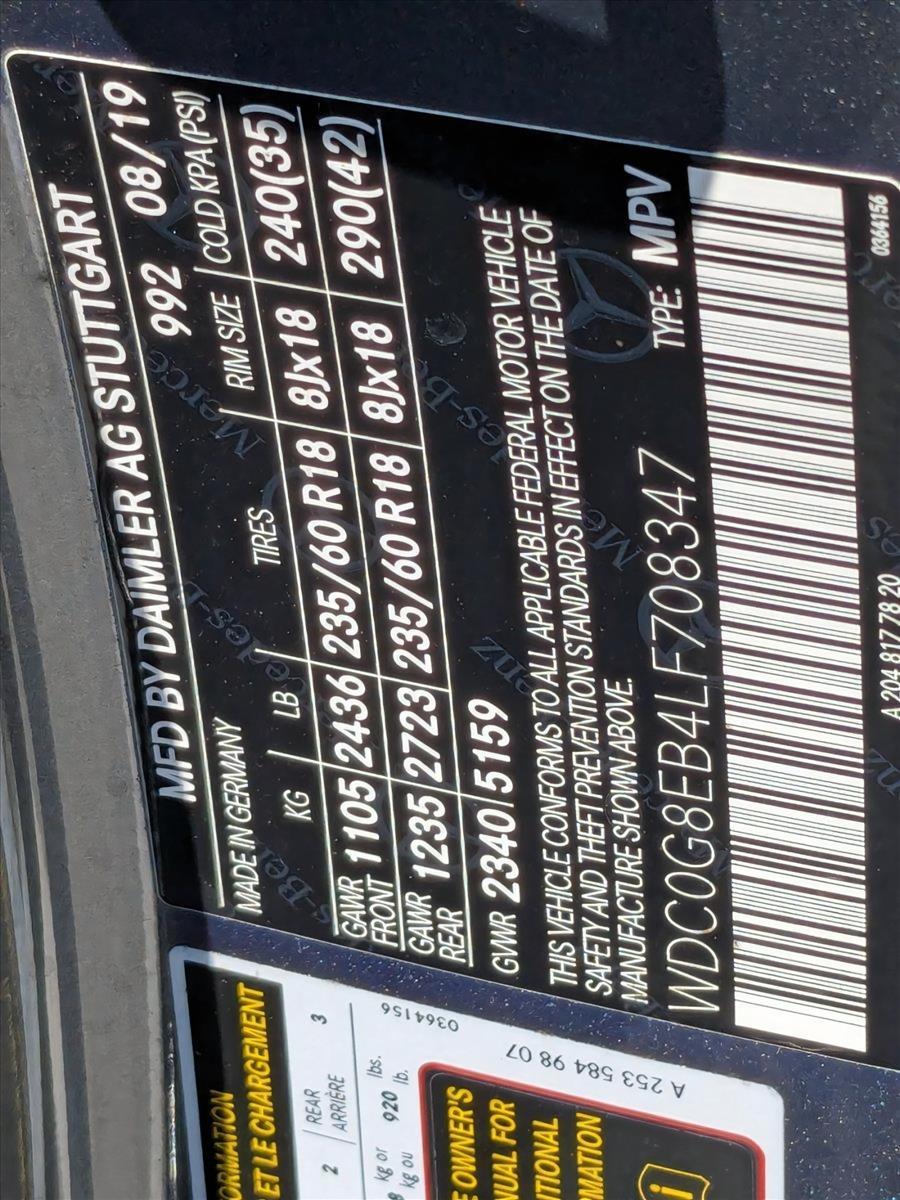 MFD BY DAIMLER AG STUTTGART
992 08/19
MADE IN GERMANY
KG LB TIRES RIM SIZE COLD KPA(PSI)
GAWR FRONT 1105 2436 235/60 R18 8Jx18 240(35)
GAWR REAR 1235 2723 235/60 R18 8Jx18 290(42)
GVWR 2340 5159
THIS VEHICLE CONFORMS TO ALL APPLICABLE FEDERAL MOTOR VEHICLE
SAFETY AND THEFT PREVENTION STANDARDS IN EFFECT ON THE DATE OF
MANUFACTURE SHOWN ABOVE.
WDC0G8EB4LF708347 TYPE: MPV
A 204 817 78 20
0364156
ORMATION
ET LE CHARGEMENT
2 REAR 3
ARRIÈRE
kg or lbs.
kg ou 920 lb.
0364156
A 253 584 98 07
OWNER'S
FOR